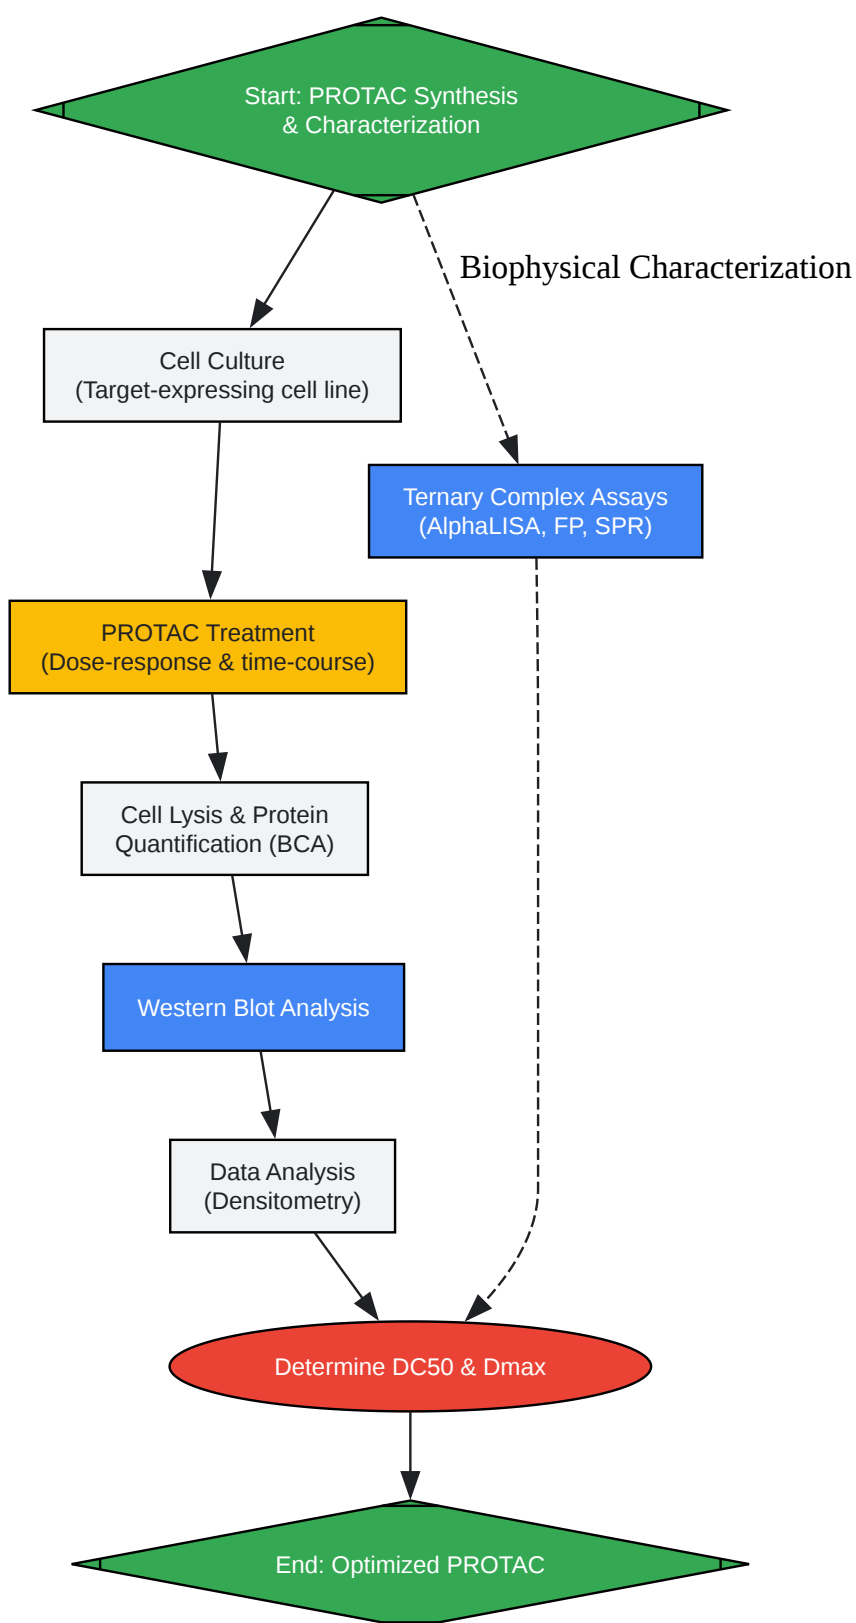 Start: PROTAC Synthesis
& Characterization
Biophysical Characterization
Cell Culture
(Target-expressing cell line)
Ternary Complex Assays
(AlphaLISA, FP, SPR)
PROTAC Treatment
(Dose-response & time-course)
Cell Lysis & Protein
Quantification (BCA)
Western Blot Analysis
Data Analysis
(Densitometry)
Determine DC50 & Dmax
End: Optimized PROTAC